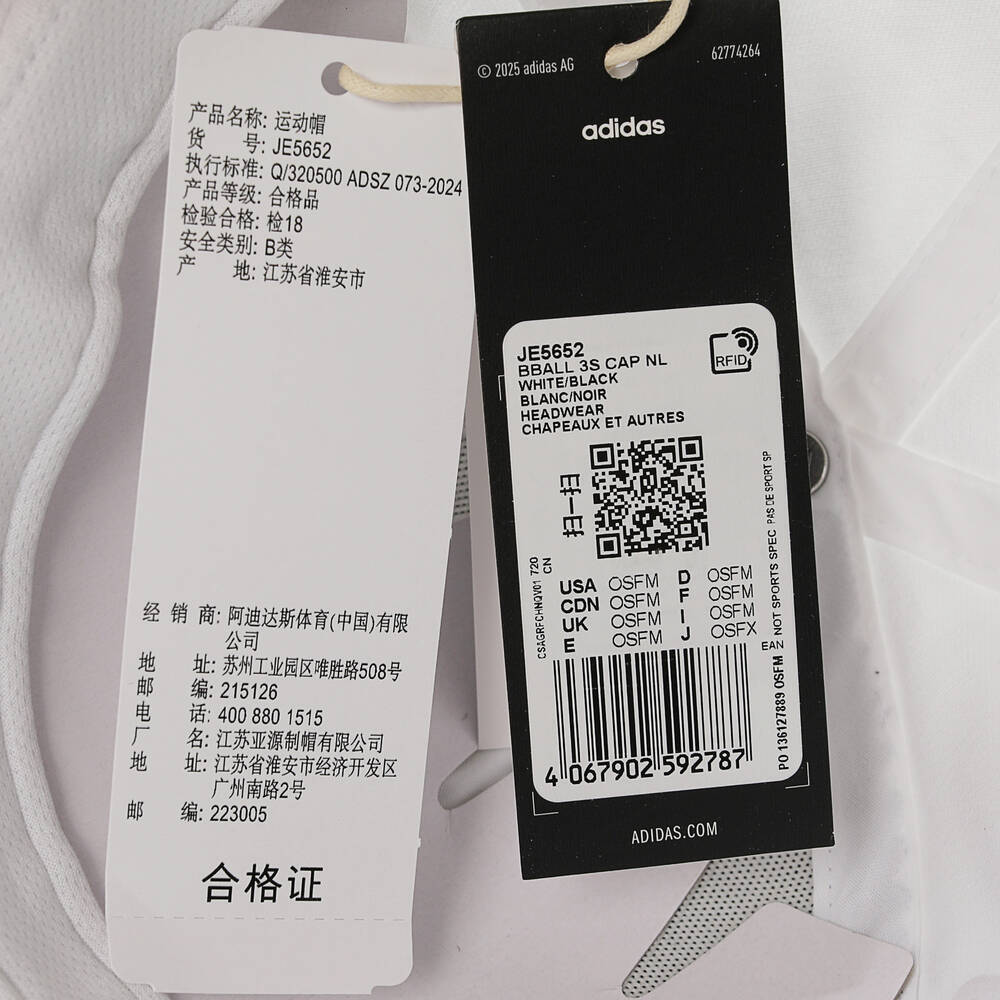 产品名称: 运动帽
货 号: JE5652
执行标准: Q/320500 ADSZ 073-2024
产品等级: 合格品
检验合格: 检18
安全类别: B类
产 地: 江苏省淮安市
经 销 商: 阿迪达斯体育(中国)有限
公司
地 址: 苏州工业园区唯胜路508号
邮 编: 215126
电 话: 400 880 1515
厂 名: 江苏亚源制帽有限公司
地 址: 江苏省淮安市经济开发区
广州南路2号
邮 编: 223005
合格证
© 2025 adidas AG
62774264
adidas
JE5652
BBALL 3S CAP NL
WHITE/BLACK
BLANC/NOIR
HEADWEAR
CHAPEAUX ET AUTRES
RFID
扫一扫
CSAGRFCHNQV01 720
CN
USA OSFM D OSFM
CDN OSFM F OSFM
UK OSFM I OSFM
E OSFM J OSFX
EAN NOT SPORTS SPEC PAS DE SPORT SP
PO 136127889 OSFM
4 067902 592787
ADIDAS.COM